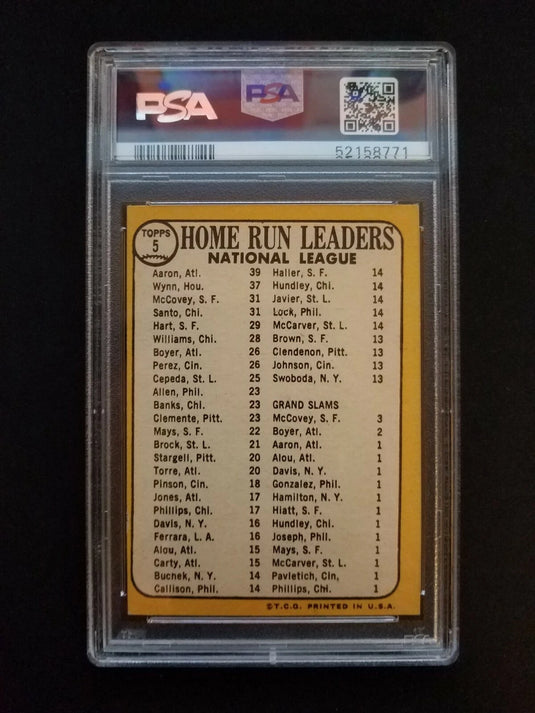 PSA
PSA
52158771
TOPPS
5
HOME RUN LEADERS
NATIONAL LEAGUE
Aaron, Atl. 39
Wynn, Hou. 37
McCovey, S. F. 31
Santo, Chi. 31
Hart, S. F. 29
Williams, Chi. 28
Boyer, Atl. 26
Perez, Cin. 26
Cepeda, St. L. 25
Allen, Phil. 23
Banks, Chi. 23
Clemente, Pitt. 23
Mays, S. F. 22
Brock, St. L. 21
Stargell, Pitt. 20
Torre, Atl. 20
Pinson, Cin. 18
Jones, Atl. 17
Phillips, Chi. 17
Davis, N. Y. 16
Ferrara, L. A. 16
Alou, Atl. 15
Carty, Atl. 15
Buchek, N. Y. 14
Callison, Phil. 14
Haller, S. F. 14
Hundley, Chi. 14
Javier, St. L. 14
Lock, Phil. 14
McCarver, St. L. 14
Brown, S. F. 13
Clendenon, Pitt. 13
Johnson, Cin. 13
Swoboda, N. Y. 13
GRAND SLAMS
McCovey, S. F. 3
Boyer, Atl. 2
Aaron, Atl. 1
Alou, Atl. 1
Davis, N. Y. 1
Gonzalez, Phil. 1
Hamilton, N. Y. 1
Hiatt, S. F. 1
Hundley, Chi. 1
Joseph, Phil. 1
Mays, S. F. 1
McCarver, St. L. 1
Pavletich, Cin, 1
Phillips, Chi. 1
©T.C.G. PRINTED IN U.S.A.
PSA